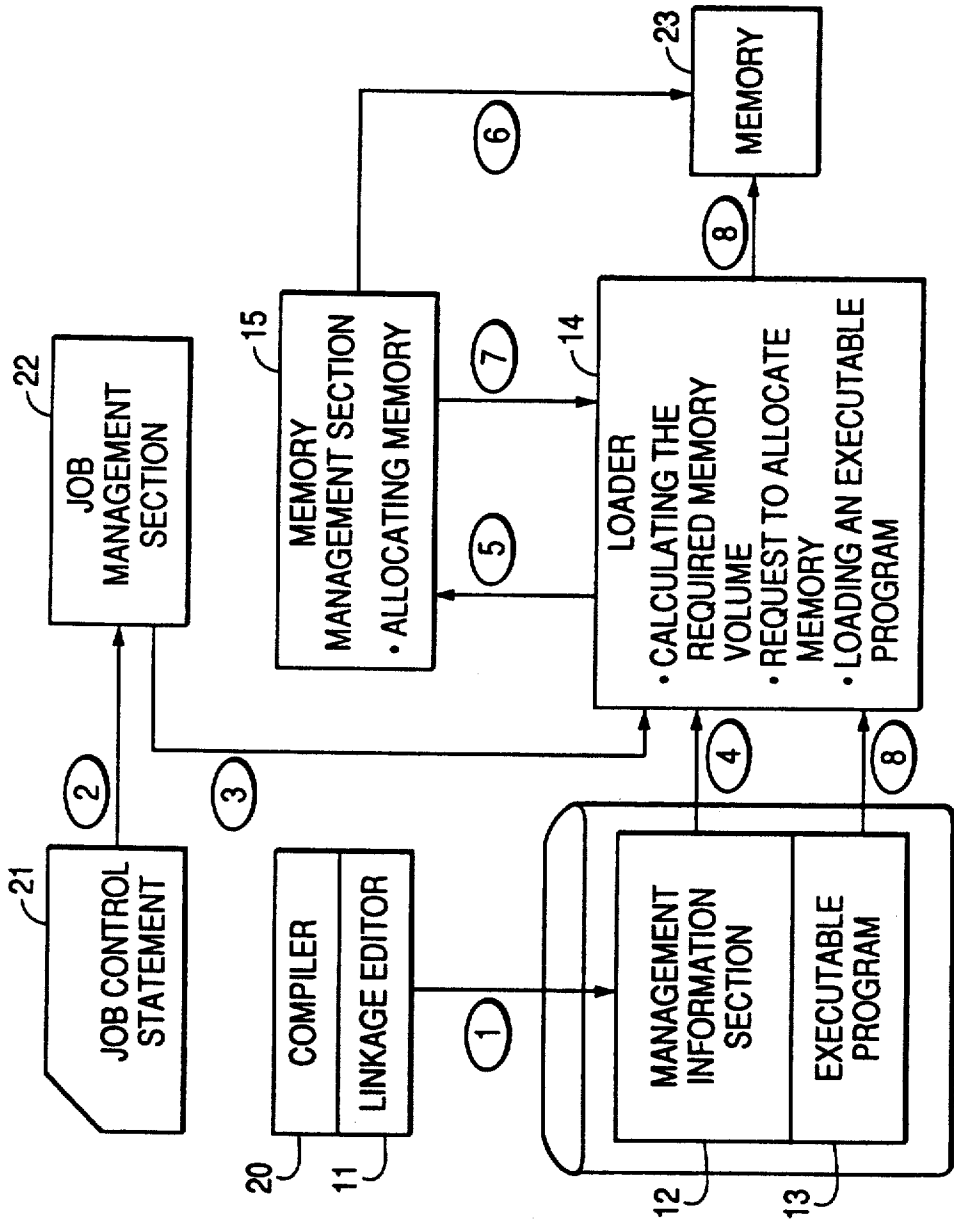 21
JOB CONTROL
STATEMENT
2
22
JOB
MANAGEMENT
SECTION
3
20
COMPILER
11
LINKAGE EDITOR
1
15
MEMORY
MANAGEMENT SECTION
• ALLOCATING MEMORY
6
23
MEMORY
5
7
12
MANAGEMENT
INFORMATION
SECTION
13
EXECUTABLE
PROGRAM
4
8
14
LOADER
• CALCULATING THE
REQUIRED MEMORY
VOLUME
• REQUEST TO ALLOCATE
MEMORY
• LOADING AN EXECUTABLE
PROGRAM
8